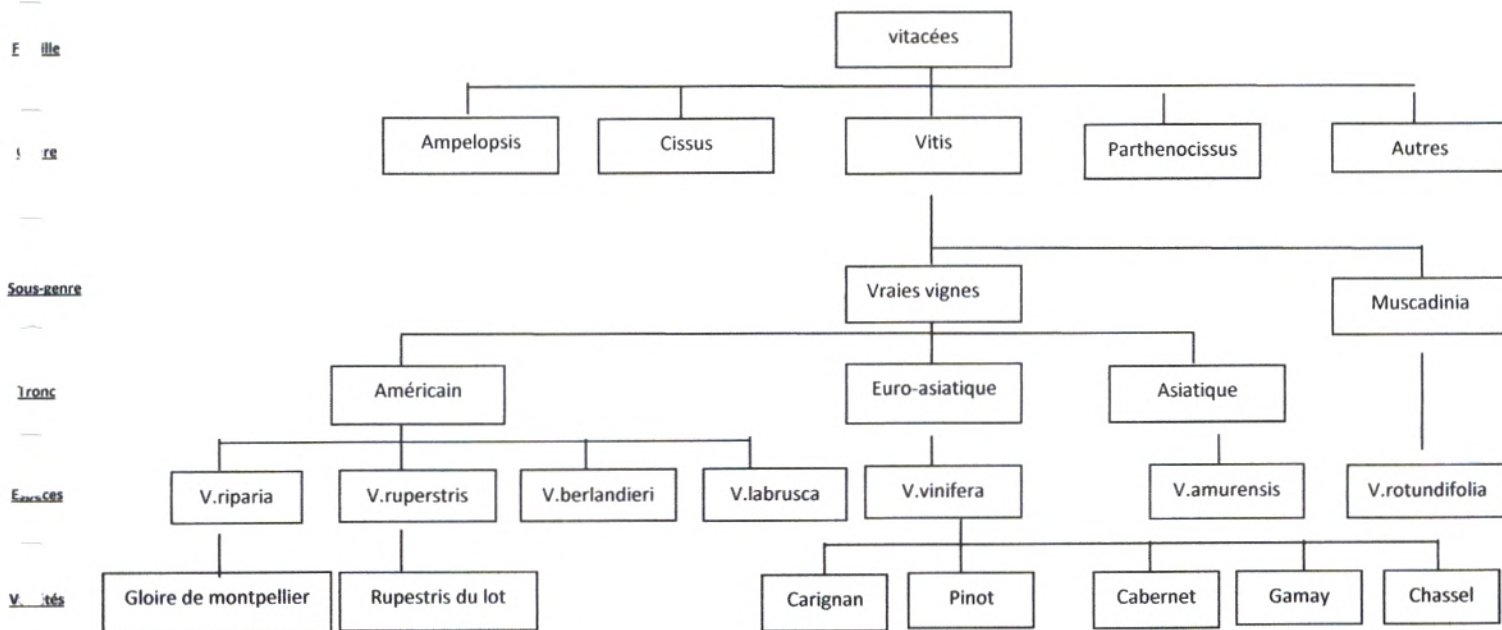 vitacées
Ampelopsis Cissus Vitis Parthenocissus Autres
Sous-genre Vraies vignes Muscadinia
Tronc Américain Euro-asiatique Asiatique
V.riparia V.ruperstris V.berlandieri V.labrusca V.vinifera V.amurensis V.rotundifolia
Gloire de montpellier Rupestris du lot Carignan Pinot Cabernet Gamay Chassel